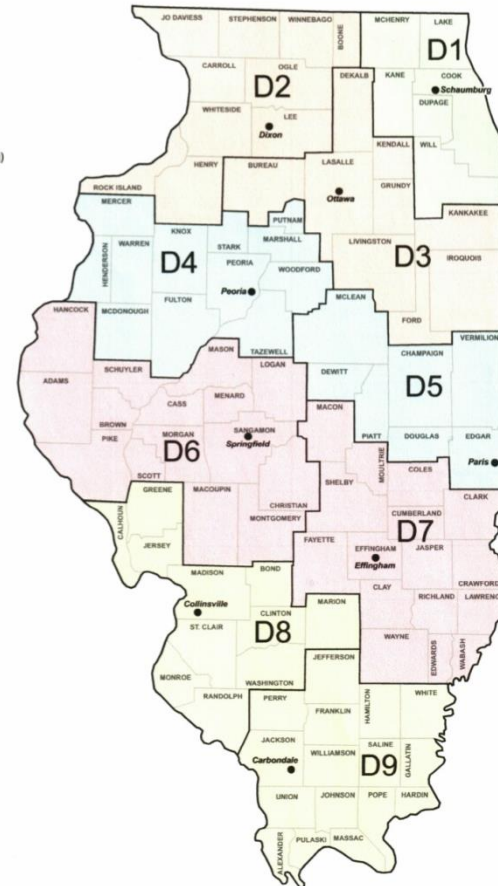 JO DAVIESS
STEPHENSON
WINNEBAGO
BOONE
MCHENRY
LAKE
D1
CARROLL
OGLE
D2
DEKALB
KANE
COOK
Schaumburg
DUPAGE
WHITESIDE
LEE
Dixon
KENDALL
WILL
)
HENRY
BUREAU
LASALLE
GRUNDY
ROCK ISLAND
Ottawa
MERCER
KANKAKEE
PUTNAM
KNOX
STARK
MARSHALL
LIVINGSTON
HENDERSON
WARREN
D4
PEORIA
D3
IROQUOIS
WOODFORD
Peoria
MCLEAN
FULTON
HANCOCK
MCDONOUGH
FORD
VERMILION
MASON
TAZEWELL
CHAMPAIGN
SCHUYLER
LOGAN
DEWITT
ADAMS
MENARD
D5
CASS
MACON
BROWN
MORGAN
SANGAMON
Springfield
PIATT
DOUGLAS
EDGAR
PIKE
D6
MOULTRIE
Paris
SCOTT
SHELBY
COLES
GREENE
MACOUPIN
CHRISTIAN
CLARK
CALHOUN
MONTGOMERY
CUMBERLAND
D7
FAYETTE
JERSEY
EFFINGHAM
Effingham
JASPER
BOND
MADISON
CLAY
CRAWFORD
Collinsville
CLINTON
MARION
RICHLAND
LAWRENC
ST. CLAIR
D8
WAYNE
EDWARDS
WABASH
JEFFERSON
MONROE
WASHINGTON
RANDOLPH
PERRY
HAMILTON
WHITE
FRANKLIN
JACKSON
SALINE
WILLIAMSON
GALLATIN
Carbondale
D9
UNION
JOHNSON
POPE
HARDIN
ALEXANDER
PULASKI
MASSAC